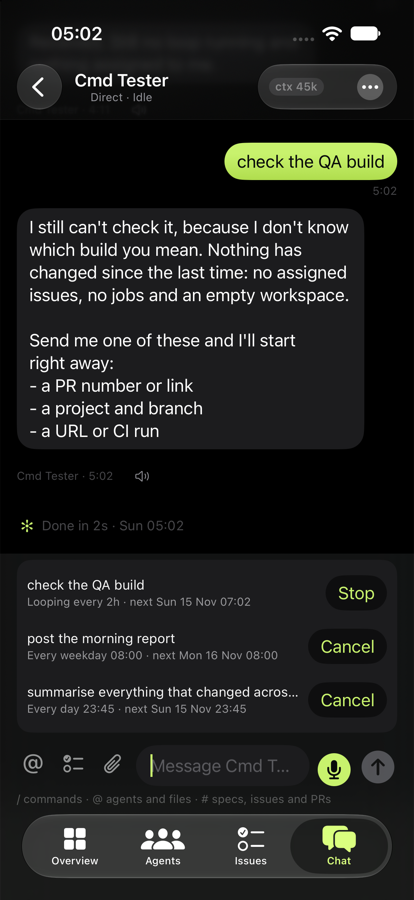 05:02
Cmd Tester
Direct · Idle
ctx 45k
check the QA build
5:02
I still can't check it, because I don't know
which build you mean. Nothing has
changed since the last time: no assigned
issues, no jobs and an empty workspace.
Send me one of these and I'll start
right away:
- a PR number or link
- a project and branch
- a URL or CI run
Cmd Tester · 5:02
Done in 2s · Sun 05:02
check the QA build
Looping every 2h · next Sun 15 Nov 07:02
Stop
post the morning report
Every weekday 08:00 · next Mon 16 Nov 08:00
Cancel
summarise everything that changed acros...
Every day 23:45 · next Sun 15 Nov 23:45
Cancel
Message Cmd T...
/ commands · @ agents and files · # specs, issues and PRs
Overview
Agents
Issues
Chat